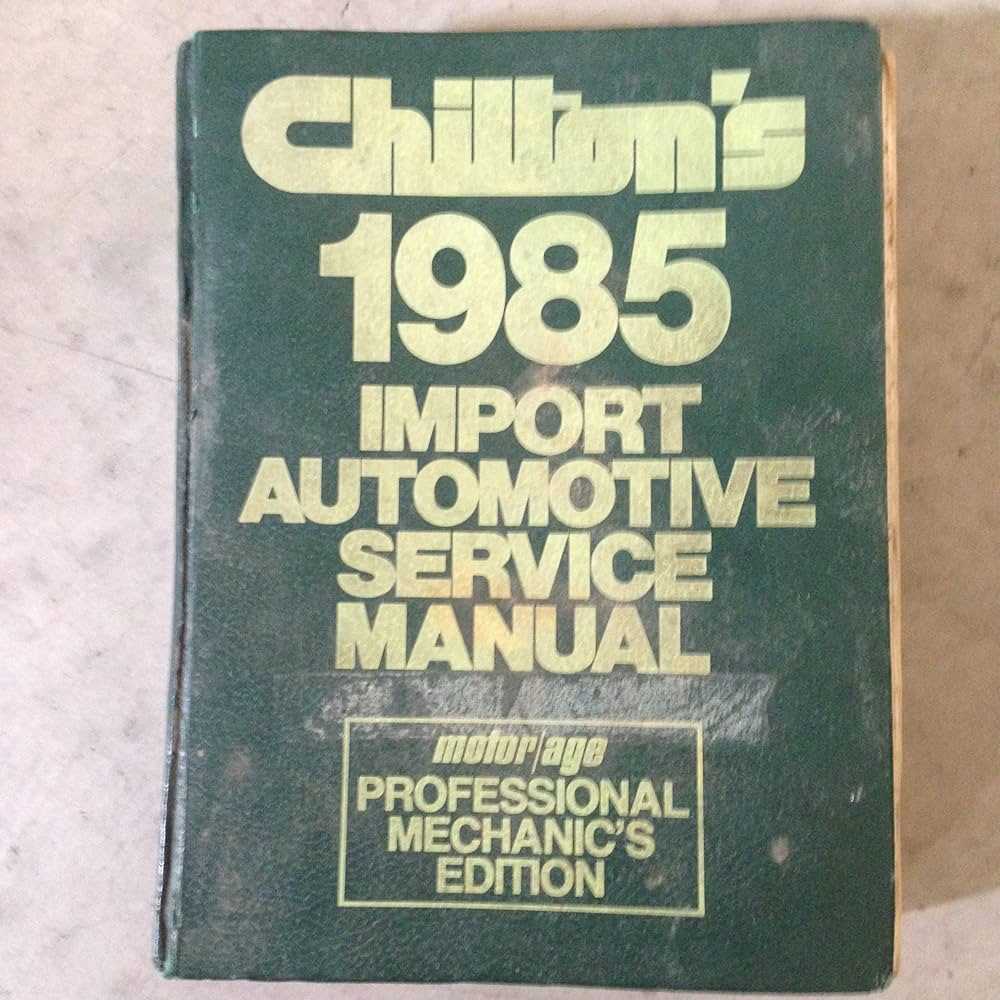 Chilton's
1985
IMPORT
AUTOMOTIVE
SERVICE
MANUAL
motor/age
PROFESSIONAL
MECHANIC'S
EDITION